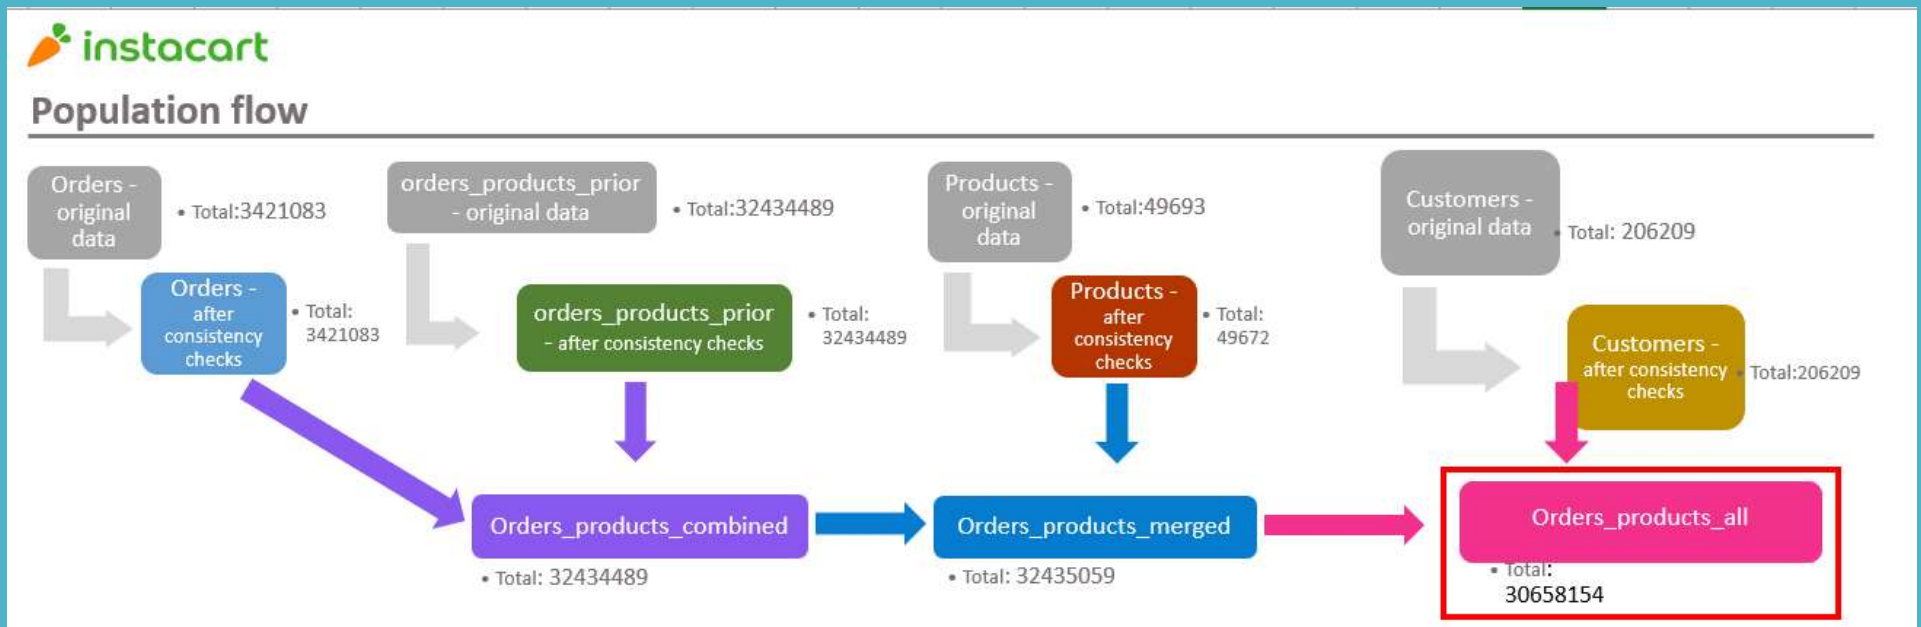 instacart
Population flow
Orders -
original
data
• Total:3421083
orders_products_prior
- original data
• Total:32434489
Products -
original
data
• Total:49693
Customers -
original data
• Total: 206209
Orders -
after
consistency
checks
• Total:
3421083
orders_products_prior
- after consistency checks
• Total:
32434489
Products -
after
consistency
checks
• Total:
49672
Customers -
after consistency
checks
• Total:206209
Orders_products_combined
• Total: 32434489
Orders_products_merged
• Total: 32435059
Orders_products_all
• Total:
30658154